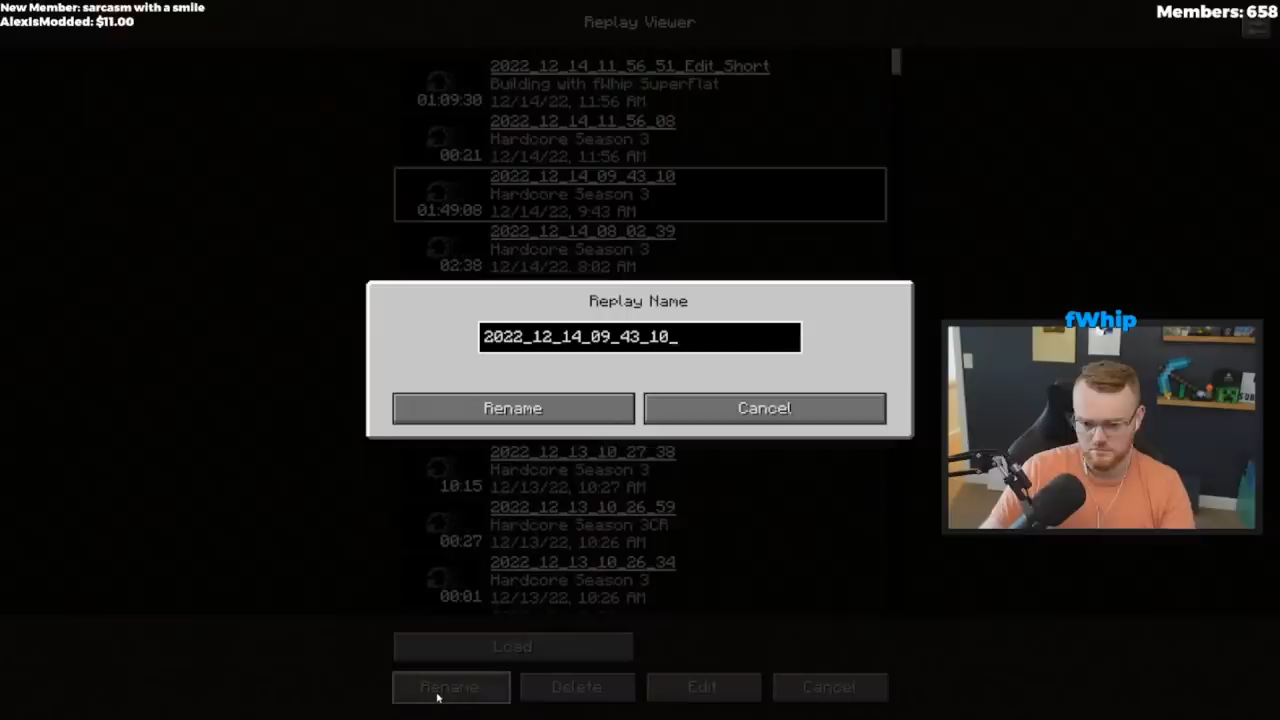 New Member: sarcasm with a smile
AlexIsModded: $11.00
Replay Viewer
Members: 658
2022_12_14_11_56_51_Edit_Short
Building with fWhip SuperFlat
01:09:30
12/14/22, 11:56 AM
2022_12_14_11_56_08
Hardcore Season 3
00:21
12/14/22, 11:56 AM
2022_12_14_09_43_10
Hardcore Season 3
01:49:08
12/14/22, 9:43 AM
2022_12_14_08_02_39
Hardcore Season 3
02:38
12/14/22, 8:02 AM
Replay Name
2022_12_14_09_43_10_
Rename
Cancel
fWhip
2022_12_13_10_27_38
Hardcore Season 3
10:15
12/13/22, 10:27 AM
2022_12_13_10_26_59
Hardcore Season 3CR
00:27
12/13/22, 10:26 AM
2022_12_13_10_26_34
Hardcore Season 3
00:01
12/13/22, 10:26 AM
Load
Rename
Delete
Edit
Cancel